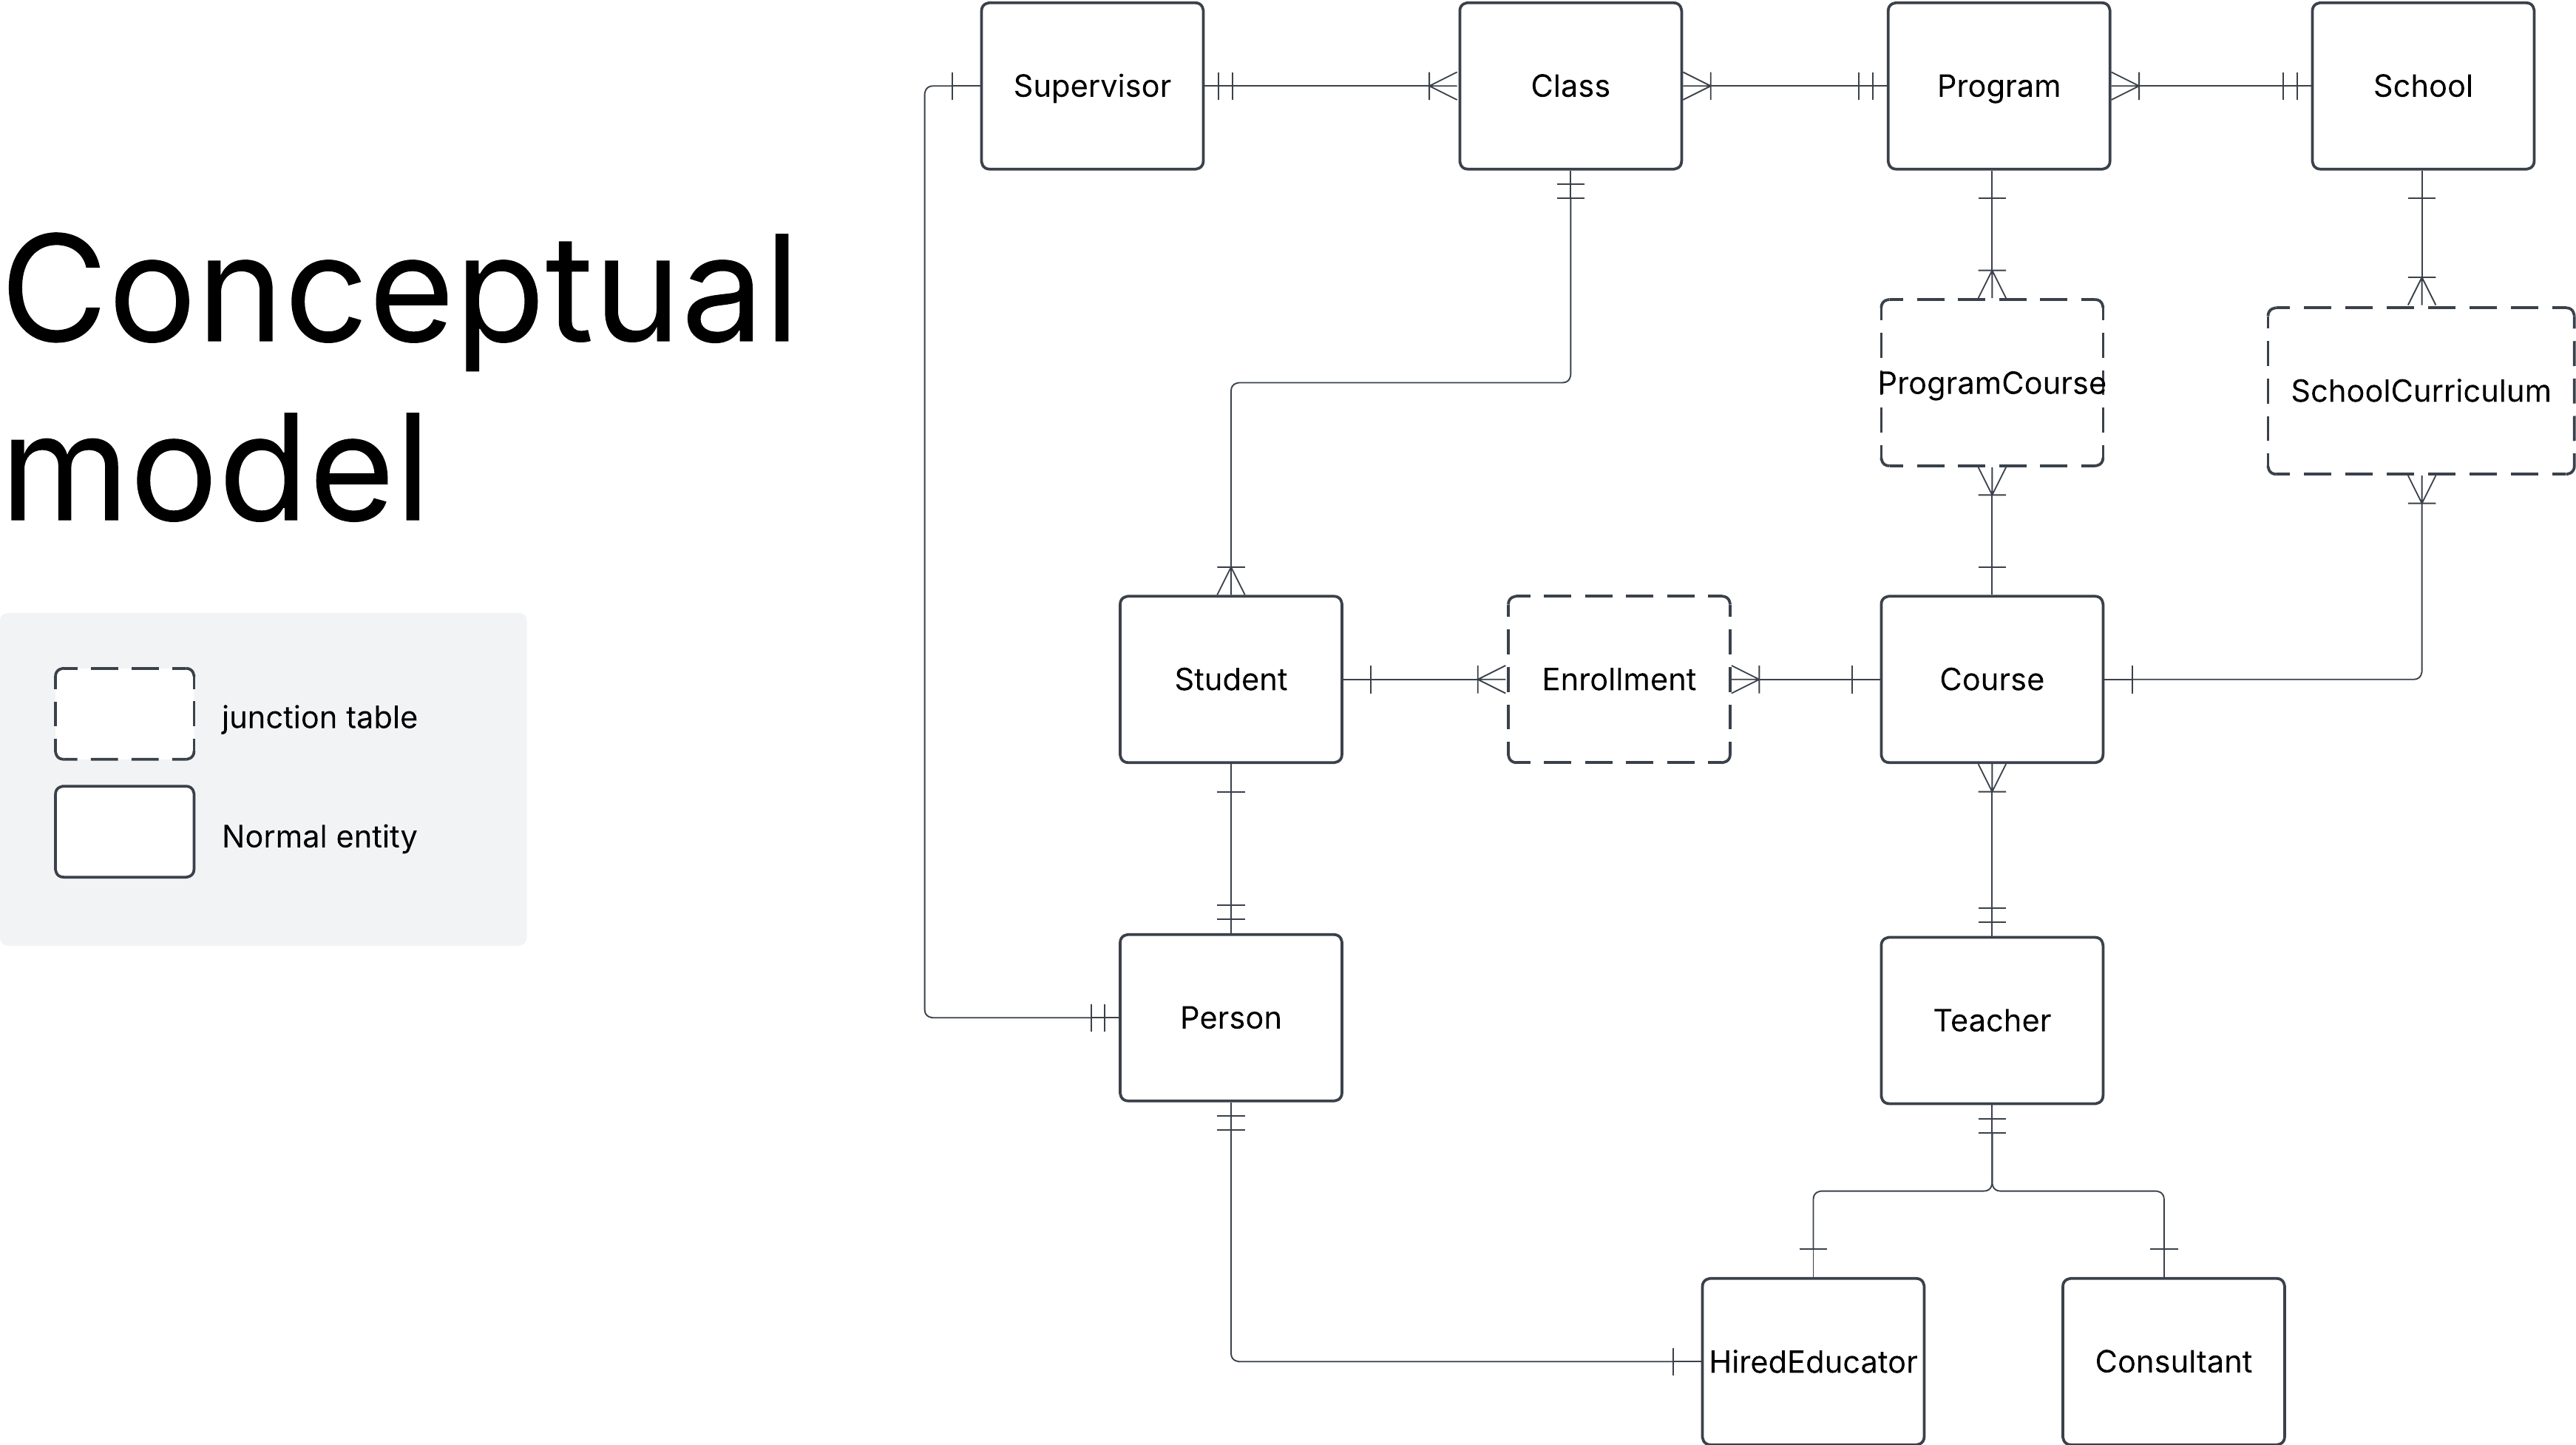 Conceptual
model
junction table
Normal entity
Supervisor
Class
Program
School
ProgramCourse
SchoolCurriculum
Student
Enrollment
Course
Person
Teacher
HiredEducator
Consultant